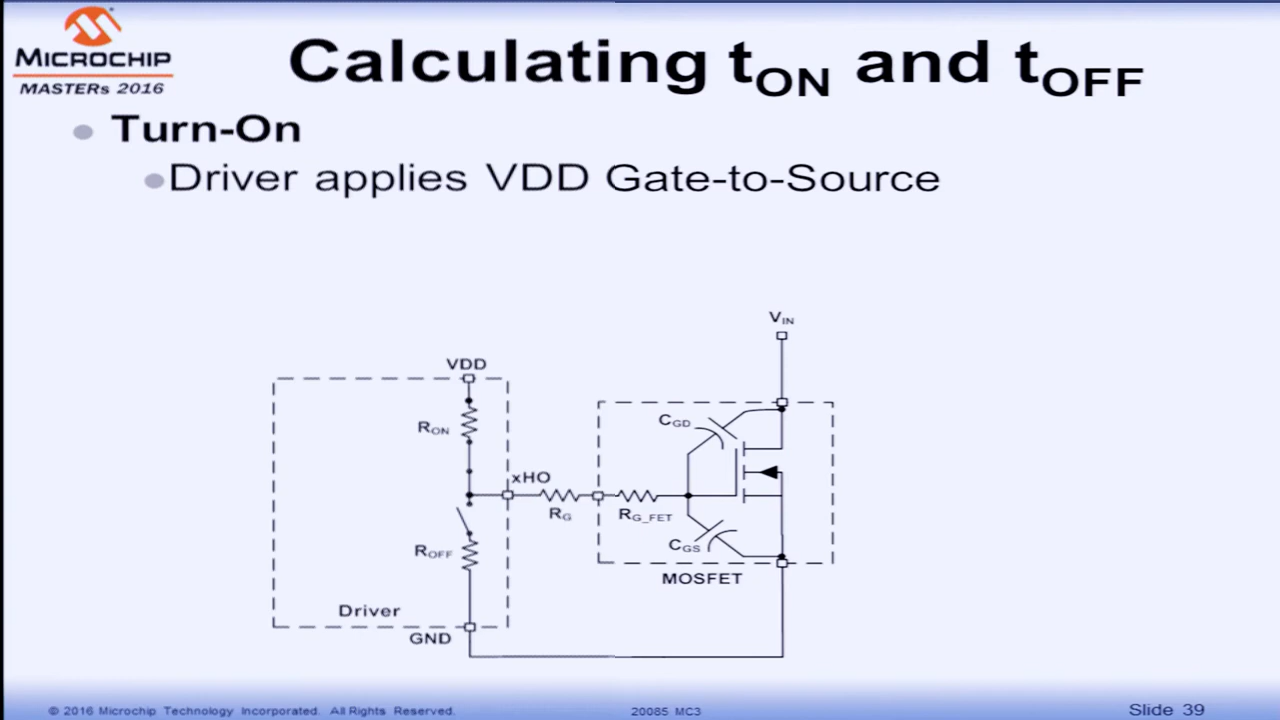 MICROCHIP
MASTERs 2016
Calculating tON and tOFF
Turn-On
Driver applies VDD Gate-to-Source
VIN
VDD
RON
CGD
xHO
RG
RG_FET
ROFF
CGS
MOSFET
Driver
GND
© 2016 Microchip Technology Incorporated. All Rights Reserved.
20085 MC3
Slide 39